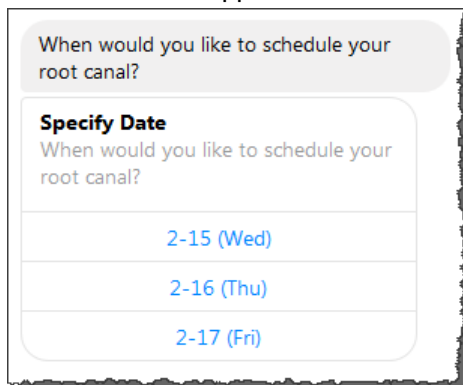 When would you like to schedule your
root canal?
Specify Date
When would you like to schedule your
root canal?
2-15 (Wed)
2-16 (Thu)
2-17 (Fri)